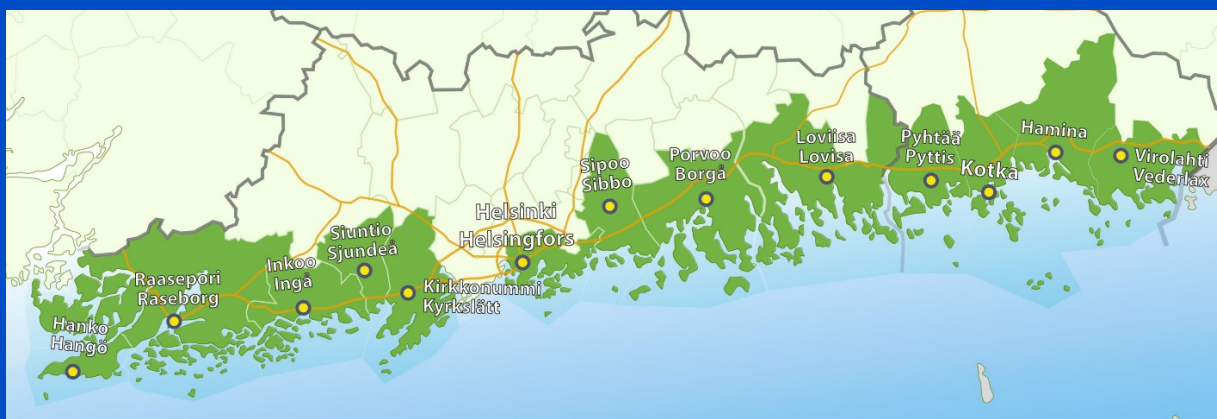 Hanko
Hangö
Raasepori
Raseborg
Inkoo
Ingå
Siuntio
Sjundeå
Kirkkonummi
Kyrkslätt
Helsinki
Helsingfors
Sipoo
Sibbo
Porvoo
Borgå
Loviisa
Lovisa
Pyhtää
Pyttis
Kotka
Hamina
Virolahti
Vederlax